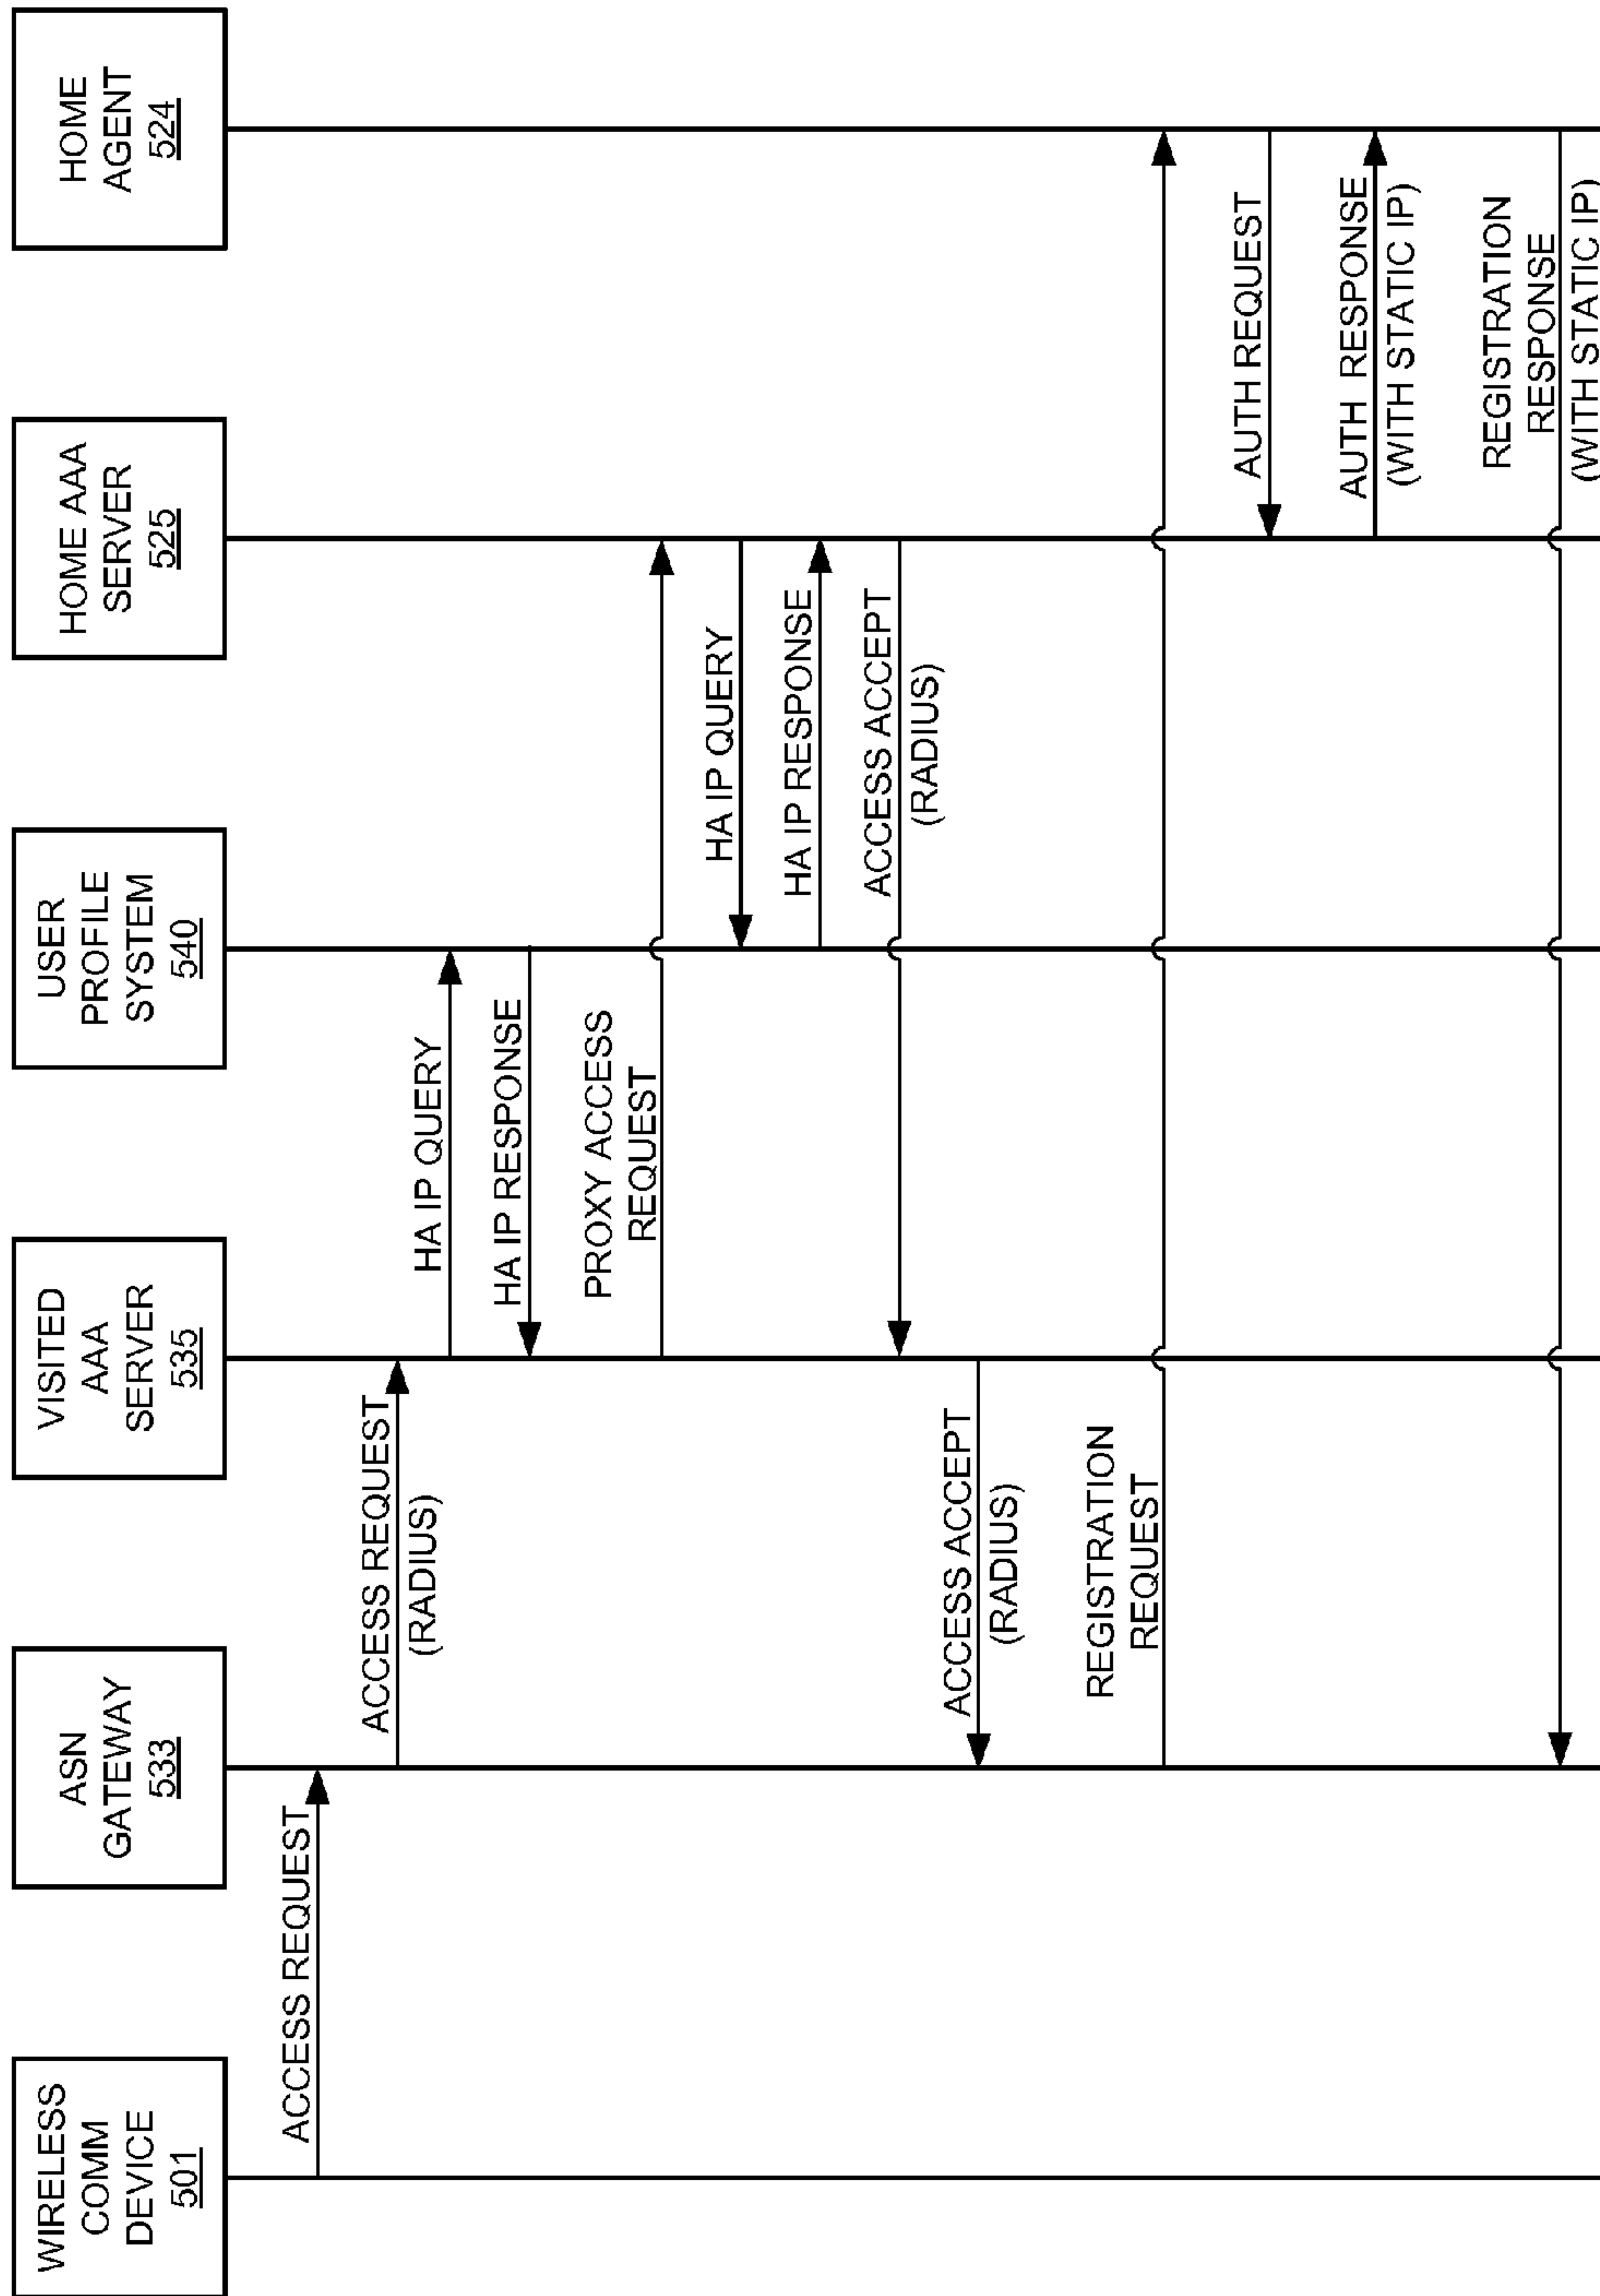 WIRELESS
COMM
DEVICE
501
ASN
GATEWAY
533
VISITED
AAA
SERVER
535
USER
PROFILE
SYSTEM
540
HOME AAA
SERVER
525
HOME
AGENT
524
ACCESS REQUEST
ACCESS REQUEST
(RADIUS)
HA IP QUERY
HA IP RESPONSE
PROXY ACCESS
REQUEST
HA IP QUERY
HA IP RESPONSE
ACCESS ACCEPT
(RADIUS)
ACCESS ACCEPT
(RADIUS)
REGISTRATION
REQUEST
AUTH REQUEST
AUTH RESPONSE
(WITH STATIC IP)
REGISTRATION
RESPONSE
(WITH STATIC IP)